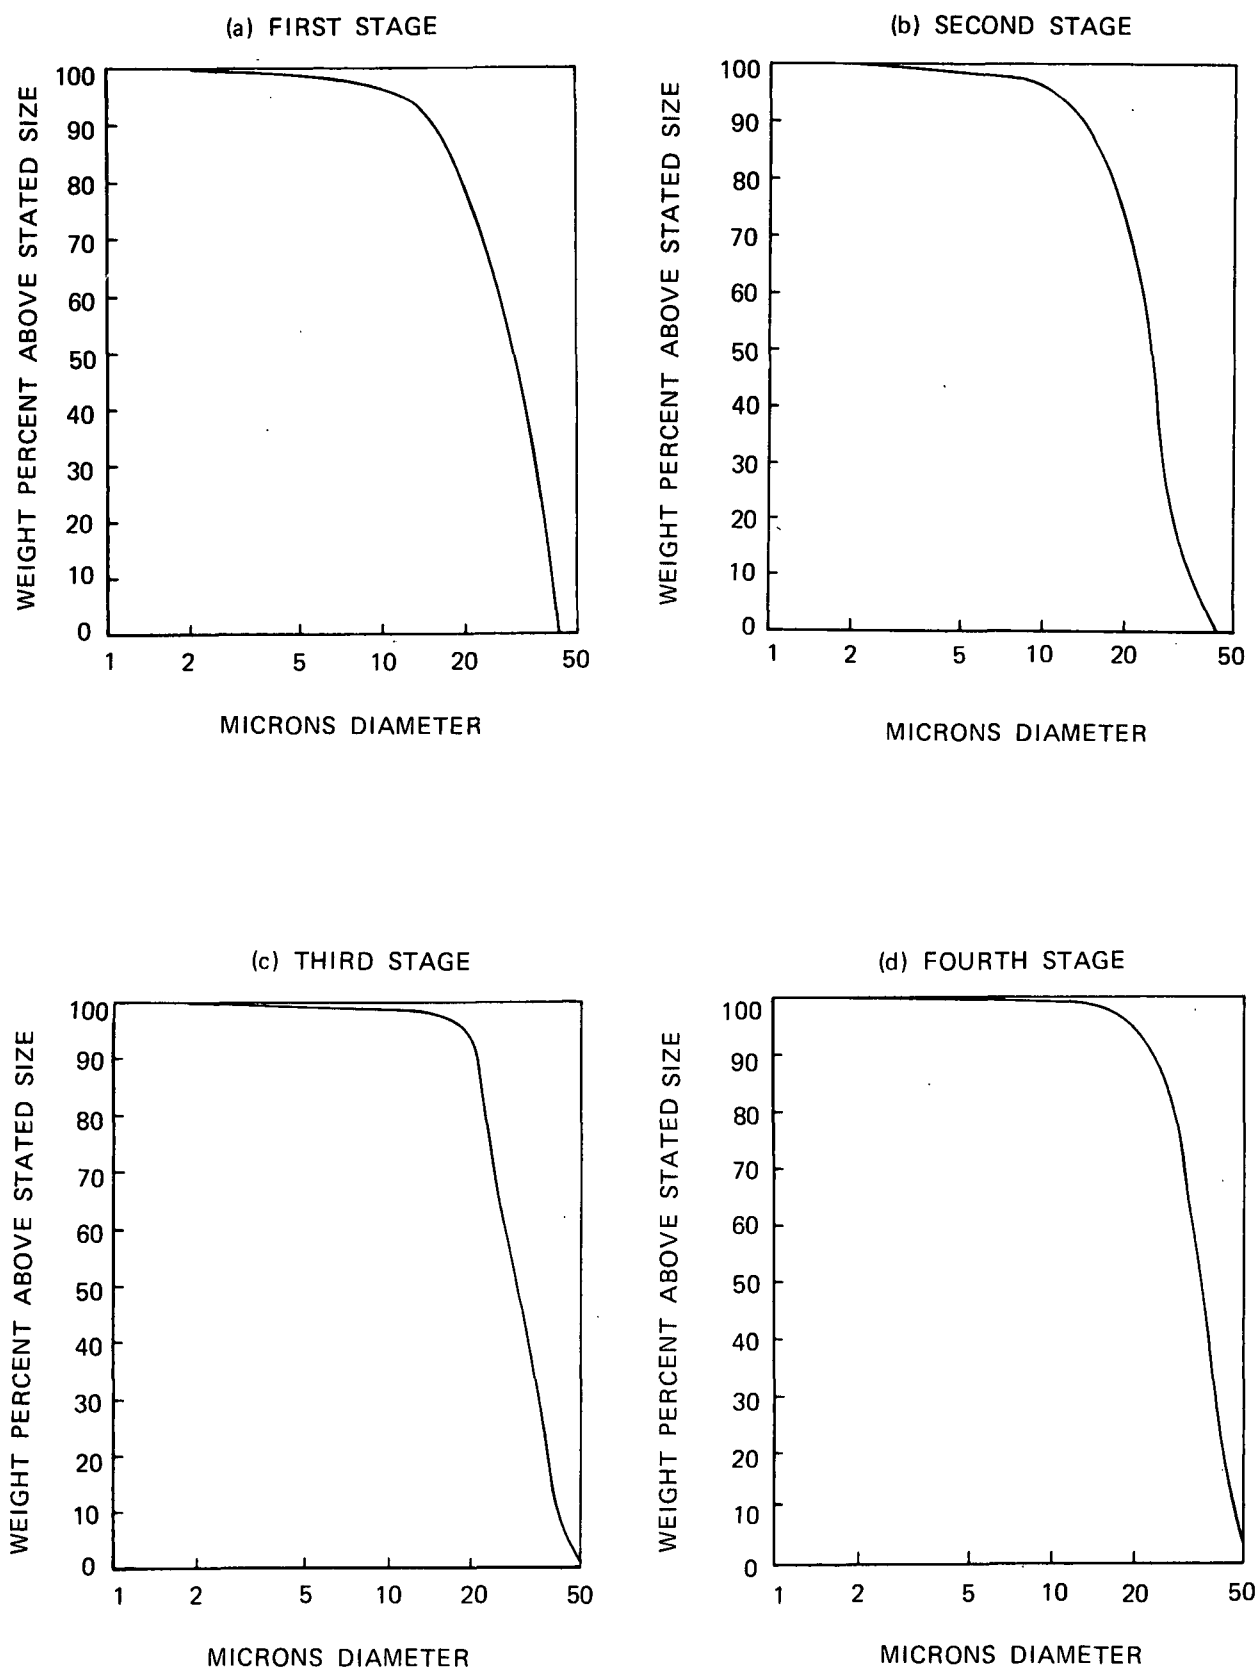 (a) FIRST STAGE
WEIGHT PERCENT ABOVE STATED SIZE
100
90
80
70
60
50
40
30
20
10
0
1 2 5 10 20 50
MICRONS DIAMETER
(b) SECOND STAGE
WEIGHT PERCENT ABOVE STATED SIZE
100
90
80
70
60
50
40
30
20
10
0
1 2 5 10 20 50
MICRONS DIAMETER
(c) THIRD STAGE
WEIGHT PERCENT ABOVE STATED SIZE
100
90
80
70
60
50
40
30
20
10
0
1 2 5 10 20 50
MICRONS DIAMETER
(d) FOURTH STAGE
WEIGHT PERCENT ABOVE STATED SIZE
100
90
80
70
60
50
40
30
20
10
0
1 2 5 10 20 50
MICRONS DIAMETER